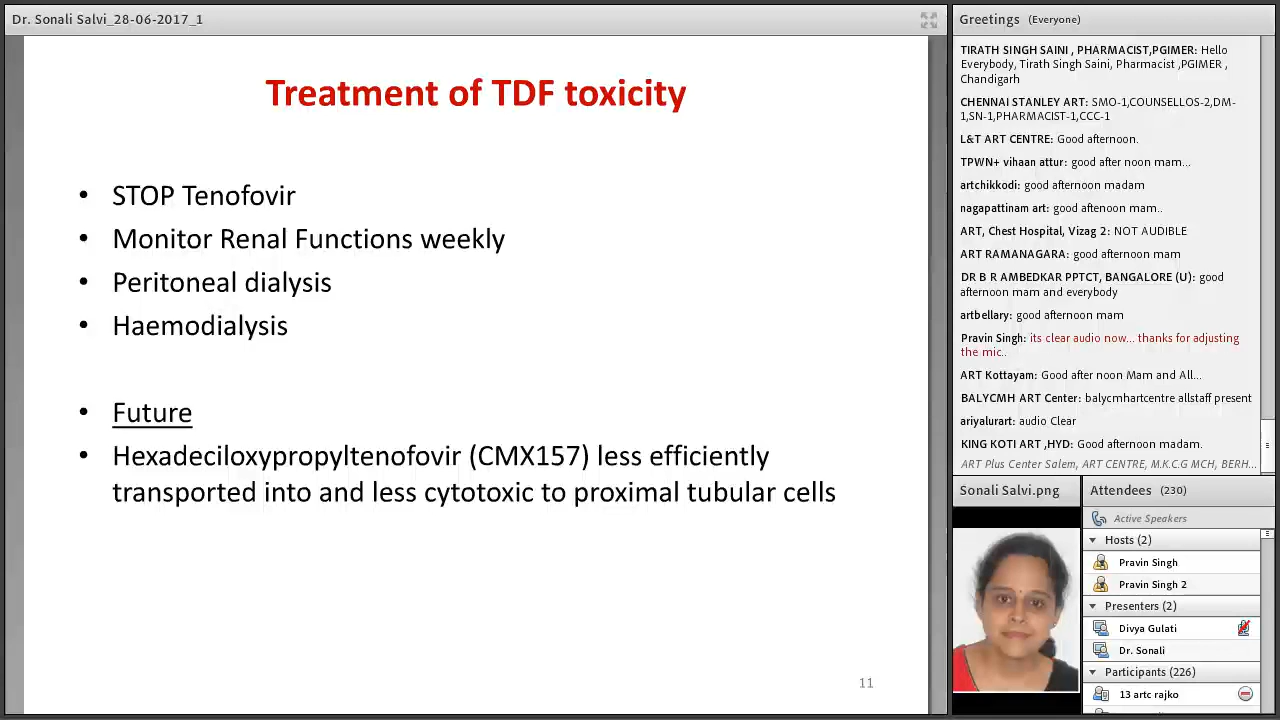 Dr. Sonali Salvi_28-06-2017_1
Treatment of TDF toxicity
• STOP Tenofovir
• Monitor Renal Functions weekly
• Peritoneal dialysis
• Haemodialysis
• Future
• Hexadeciloxypropyltenofovir (CMX157) less efficiently
transported into and less cytotoxic to proximal tubular cells
11
Greetings (Everyone)
TIRATH SINGH SAINI , PHARMACIST,PGIMER: Hello
Everybody, Tirath Singh Saini, Pharmacist ,PGIMER ,
Chandigarh
CHENNAI STANLEY ART: SMO-1,COUNSELLOS-2,DM-
1,SN-1,PHARMACIST-1,CCC-1
L&T ART CENTRE: Good afternoon.
TPWN+ vihaan attur: good after noon mam...
artchikkodi: good afternoon madam
nagapattinam art: good aftenoon mam..
ART, Chest Hospital, Vizag 2: NOT AUDIBLE
ART RAMANAGARA: good afternoon mam
DR B R AMBEDKAR PPTCT, BANGALORE (U): good
afternoon mam and everybody
artbellary: good afternoon mam
Pravin Singh: its clear audio now... thanks for adjusting
the mic..
ART Kottayam: Good after noon Mam and All...
BALYCMH ART Center: balycmhartcentre allstaff present
ariyalurart: audio Clear
KING KOTI ART ,HYD: Good afternoon madam.
ART Plus Center Salem, ART CENTRE, M.K.C.G MCH, BERH...
Sonali Salvi.png
Attendees (230)
Active Speakers
Hosts (2)
Pravin Singh
Pravin Singh 2
Presenters (2)
Divya Gulati
Dr. Sonali
Participants (226)
13 artc rajko